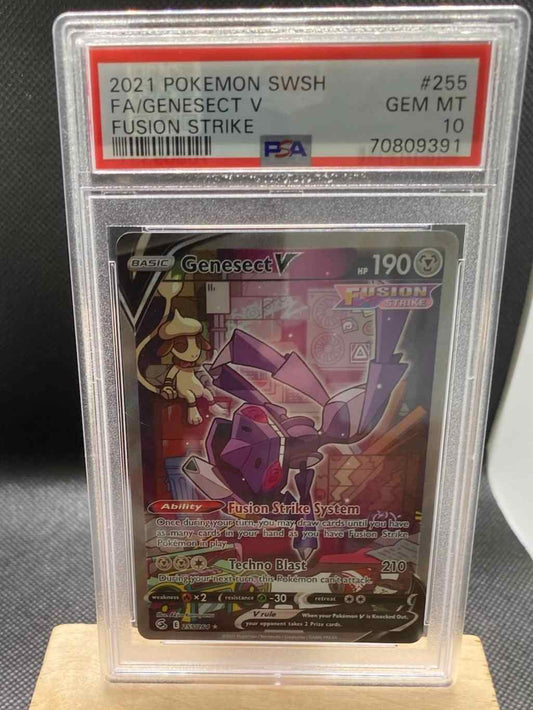 2021 POKEMON SWSH #255
FA/GENESECT V GEM MT
FUSION STRIKE 10
PSA 70809391
BASIC Genesect V HP 190
FUSION STRIKE
Ability Fusion Strike System
Once during your turn, you may draw cards until you have
as many cards in your hand as you have Fusion Strike
Pokémon in play.
Techno Blast 210
During your next turn, this Pokémon can't attack.
weakness ×2 resistance -30 retreat
V rule When your Pokémon V is Knocked Out,
your opponent takes 2 Prize cards.
255/264